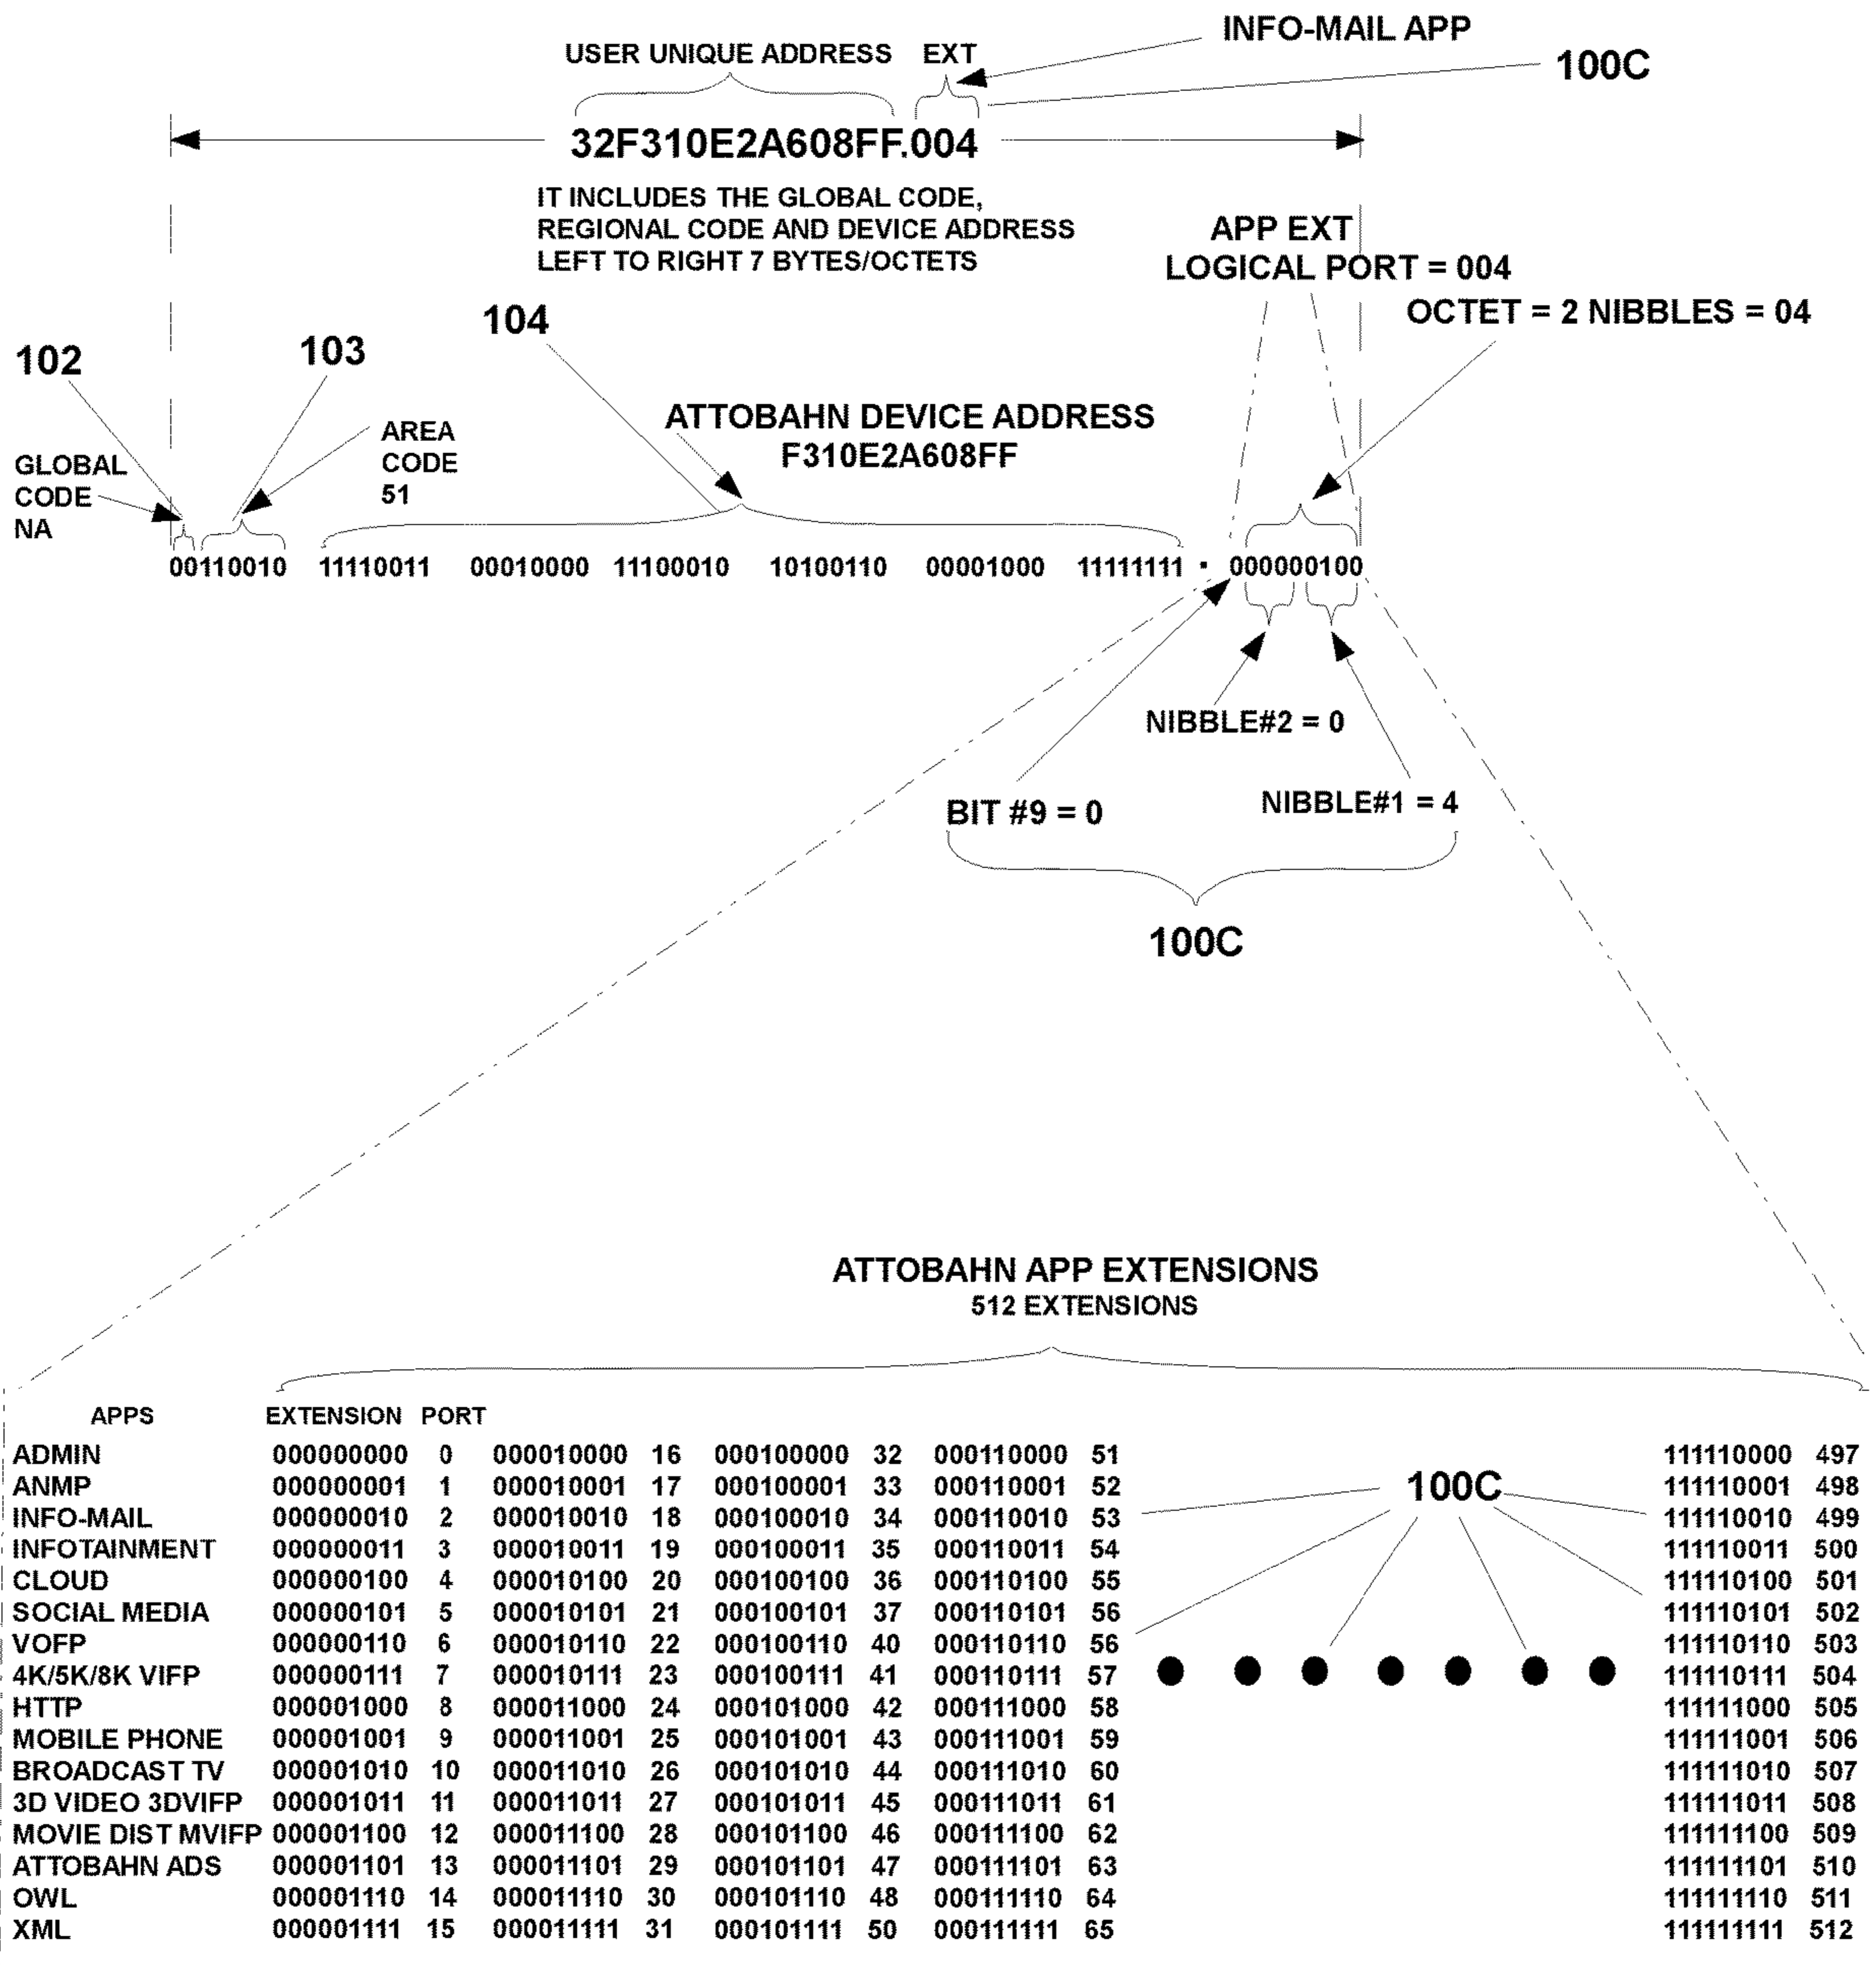 INFO-MAIL APP
USER UNIQUE ADDRESS EXT
100C
32F310E2A608FF.004
IT INCLUDES THE GLOBAL CODE,
REGIONAL CODE AND DEVICE ADDRESS
LEFT TO RIGHT 7 BYTES/OCTETS
APP EXT
LOGICAL PORT = 004
OCTET = 2 NIBBLES = 04
104
103
102
ATTOBAHN DEVICE ADDRESS
F310E2A608FF
AREA
CODE
51
GLOBAL
CODE
NA
00110010 11110011 00010000 11100010 10100110 00001000 11111111 . 000000100
NIBBLE#2 = 0
BIT #9 = 0
NIBBLE#1 = 4
100C
ATTOBAHN APP EXTENSIONS
512 EXTENSIONS
APPS EXTENSION PORT
ADMIN 000000000 0 000010000 16 000100000 32 000110000 51 111110000 497
ANMP 000000001 1 000010001 17 000100001 33 000110001 52 111110001 498
100C
INFO-MAIL 000000010 2 000010010 18 000100010 34 000110010 53 111110010 499
INFOTAINMENT 000000011 3 000010011 19 000100011 35 000110011 54 111110011 500
CLOUD 000000100 4 000010100 20 000100100 36 000110100 55 111110100 501
SOCIAL MEDIA 000000101 5 000010101 21 000100101 37 000110101 56 111110101 502
VOFP 000000110 6 000010110 22 000100110 40 000110110 56 111110110 503
4K/5K/8K VIFP 000000111 7 000010111 23 000100111 41 000110111 57 111110111 504
HTTP 000001000 8 000011000 24 000101000 42 000111000 58 111111000 505
MOBILE PHONE 000001001 9 000011001 25 000101001 43 000111001 59 111111001 506
BROADCAST TV 000001010 10 000011010 26 000101010 44 000111010 60 111111010 507
3D VIDEO 3DVIFP 000001011 11 000011011 27 000101011 45 000111011 61 111111011 508
MOVIE DIST MVIFP 000001100 12 000011100 28 000101100 46 000111100 62 111111100 509
ATTOBAHN ADS 000001101 13 000011101 29 000101101 47 000111101 63 111111101 510
OWL 000001110 14 000011110 30 000101110 48 000111110 64 111111110 511
XML 000001111 15 000011111 31 000101111 50 000111111 65 111111111 512